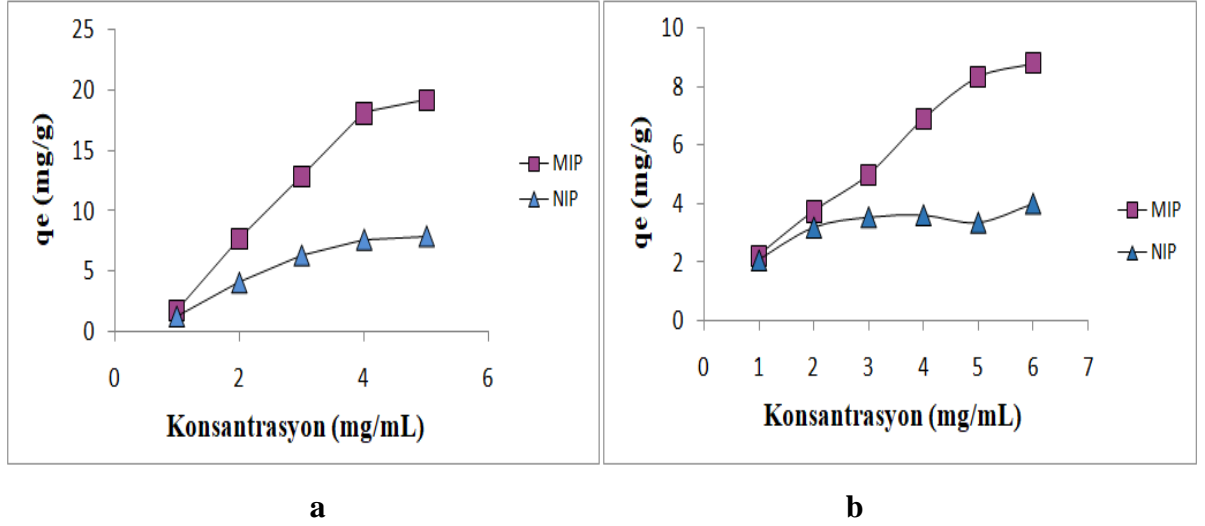 25
20
15
10
5
0
0 2 4 6
qe (mg/g)
Konsantrasyon (mg/mL)
MIP
NIP
a
10
8
6
4
2
0
0 1 2 3 4 5 6 7
qe (mg/g)
Konsantrasyon (mg/mL)
MIP
NIP
b